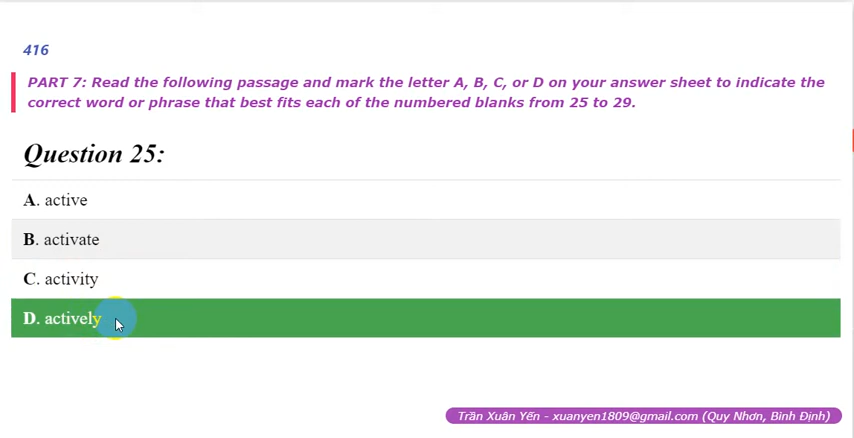 416
PART 7: Read the following passage and mark the letter A, B, C, or D on your answer sheet to indicate the
correct word or phrase that best fits each of the numbered blanks from 25 to 29.
Question 25:
A. active
B. activate
C. activity
D. actively
Trần Xuân Yến - xuanyen1809@gmail.com (Quy Nhơn, Bình Định)